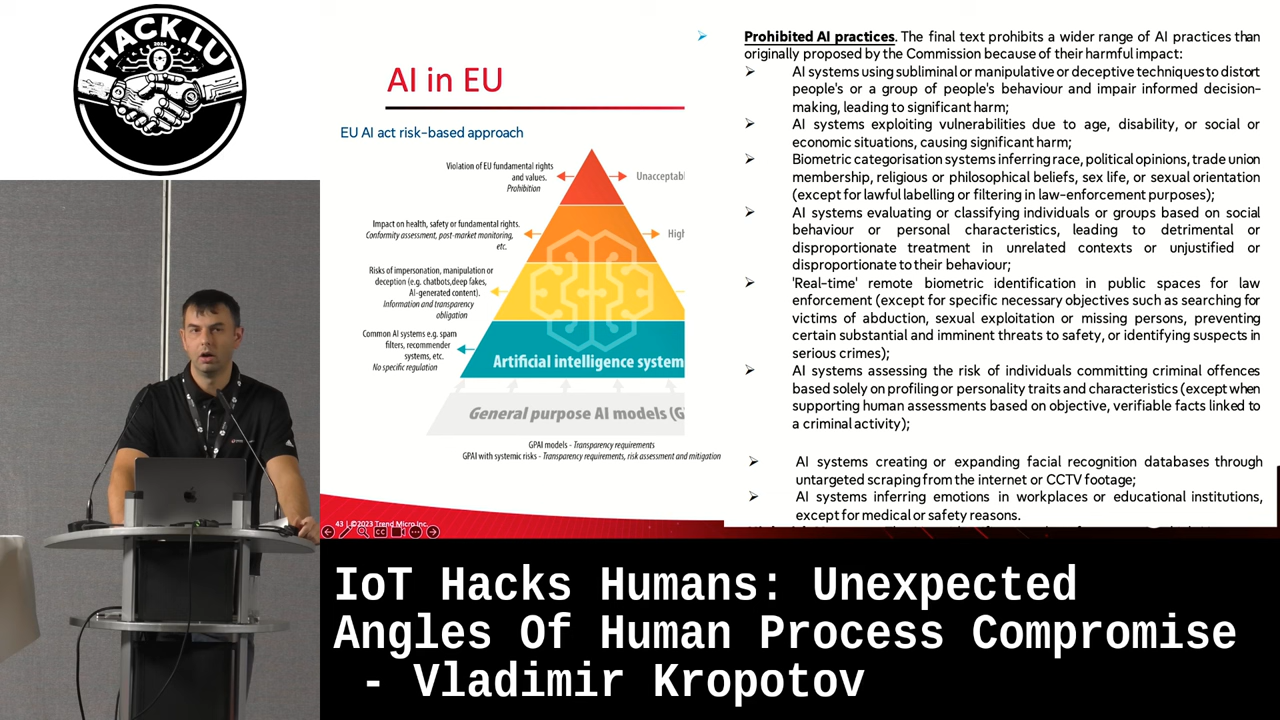 HACK.LU
2024
AI in EU
EU AI act risk-based approach
Violation of EU fundamental rights
and values.
Prohibition
Unacceptabl
Impact on health, safety or fundamental rights.
Conformity assessment, post-market monitoring,
etc.
High
Risks of impersonation, manipulation or
deception (e.g. chatbots,deep fakes,
AI-generated content).
Information and transparency
obligation
Common AI systems e.g. spam
filters, recommender
systems, etc.
No specific regulation
Artificial intelligence system
General purpose AI models (G
GPAI models - Transparency requirements
GPAI with systemic risks - Transparency requirements, risk assessment and mitigation
43 | ©2023 Trend Micro Inc.
Prohibited AI practices. The final text prohibits a wider range of AI practices than
originally proposed by the Commission because of their harmful impact:
AI systems using subliminal or manipulative or deceptive techniques to distort
people's or a group of people's behaviour and impair informed decision-
making, leading to significant harm;
AI systems exploiting vulnerabilities due to age, disability, or social or
economic situations, causing significant harm;
Biometric categorisation systems inferring race, political opinions, trade union
membership, religious or philosophical beliefs, sex life, or sexual orientation
(except for lawful labelling or filtering in law-enforcement purposes);
AI systems evaluating or classifying individuals or groups based on social
behaviour or personal characteristics, leading to detrimental or
disproportionate treatment in unrelated contexts or unjustified or
disproportionate to their behaviour;
'Real-time' remote biometric identification in public spaces for law
enforcement (except for specific necessary objectives such as searching for
victims of abduction, sexual exploitation or missing persons, preventing
certain substantial and imminent threats to safety, or identifying suspects in
serious crimes);
AI systems assessing the risk of individuals committing criminal offences
based solely on profiling or personality traits and characteristics (except when
supporting human assessments based on objective, verifiable facts linked to
a criminal activity);
AI systems creating or expanding facial recognition databases through
untargeted scraping from the internet or CCTV footage;
AI systems inferring emotions in workplaces or educational institutions,
except for medical or safety reasons.
IoT Hacks Humans: Unexpected
Angles Of Human Process Compromise
- Vladimir Kropotov